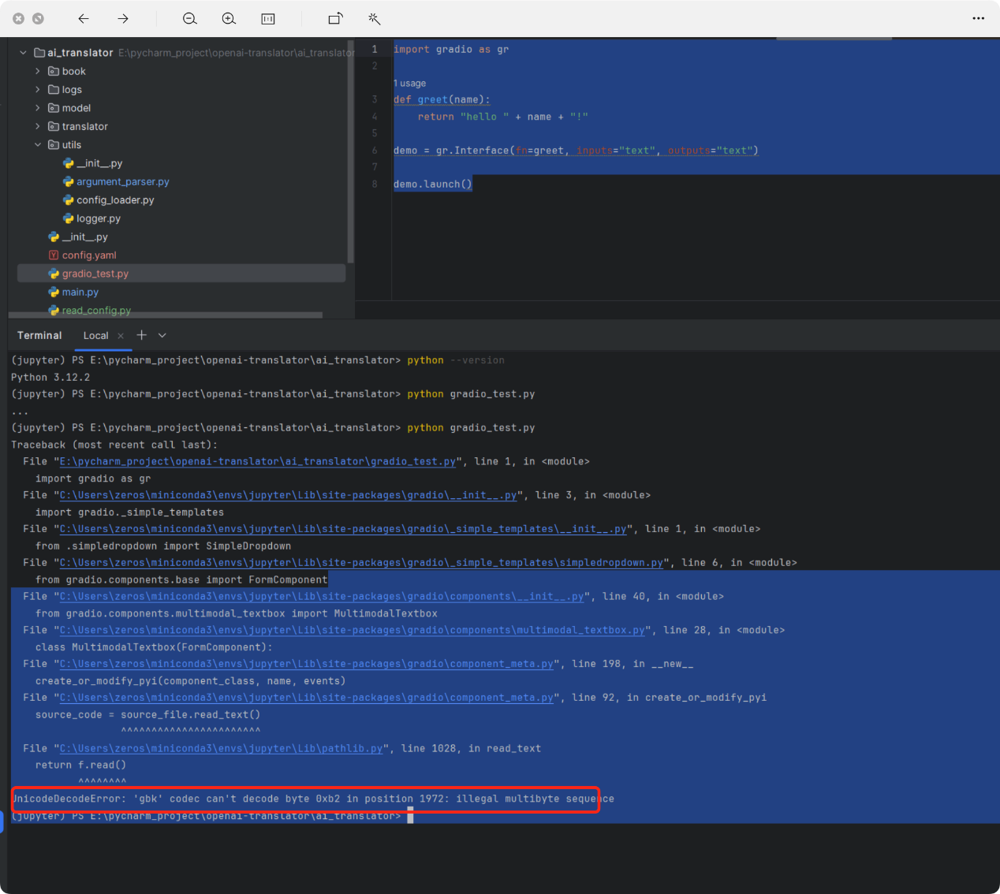 ai_translator E:\pycharm_project\openai-translator\ai_translator
book
logs
model
translator
utils
__init__.py
argument_parser.py
config_loader.py
logger.py
__init__.py
config.yaml
gradio_test.py
main.py
read_config.py
1 import gradio as gr
2
1 usage
3 def greet(name):
4 return "hello " + name + "!"
5
6 demo = gr.Interface(fn=greet, inputs="text", outputs="text")
7
8 demo.launch()
Terminal Local
(jupyter) PS E:\pycharm_project\openai-translator\ai_translator> python --version
Python 3.12.2
(jupyter) PS E:\pycharm_project\openai-translator\ai_translator> python gradio_test.py
...
(jupyter) PS E:\pycharm_project\openai-translator\ai_translator> python gradio_test.py
Traceback (most recent call last):
File "E:\pycharm_project\openai-translator\ai_translator\gradio_test.py", line 1, in <module>
import gradio as gr
File "C:\Users\zeros\miniconda3\envs\jupyter\Lib\site-packages\gradio\__init__.py", line 3, in <module>
import gradio._simple_templates
File "C:\Users\zeros\miniconda3\envs\jupyter\Lib\site-packages\gradio\_simple_templates\__init__.py", line 1, in <module>
from .simpledropdown import SimpleDropdown
File "C:\Users\zeros\miniconda3\envs\jupyter\Lib\site-packages\gradio\_simple_templates\simpledropdown.py", line 6, in <module>
from gradio.components.base import FormComponent
File "C:\Users\zeros\miniconda3\envs\jupyter\Lib\site-packages\gradio\components\__init__.py", line 40, in <module>
from gradio.components.multimodal_textbox import MultimodalTextbox
File "C:\Users\zeros\miniconda3\envs\jupyter\Lib\site-packages\gradio\components\multimodal_textbox.py", line 28, in <module>
class MultimodalTextbox(FormComponent):
File "C:\Users\zeros\miniconda3\envs\jupyter\Lib\site-packages\gradio\component_meta.py", line 198, in __new__
create_or_modify_pyi(component_class, name, events)
File "C:\Users\zeros\miniconda3\envs\jupyter\Lib\site-packages\gradio\component_meta.py", line 92, in create_or_modify_pyi
source_code = source_file.read_text()
^^^^^^^^^^^^^^^^^^^^^^^
File "C:\Users\zeros\miniconda3\envs\jupyter\Lib\pathlib.py", line 1028, in read_text
return f.read()
^^^^^^^^
UnicodeDecodeError: 'gbk' codec can't decode byte 0xb2 in position 1972: illegal multibyte sequence
(jupyter) PS E:\pycharm_project\openai-translator\ai_translator>